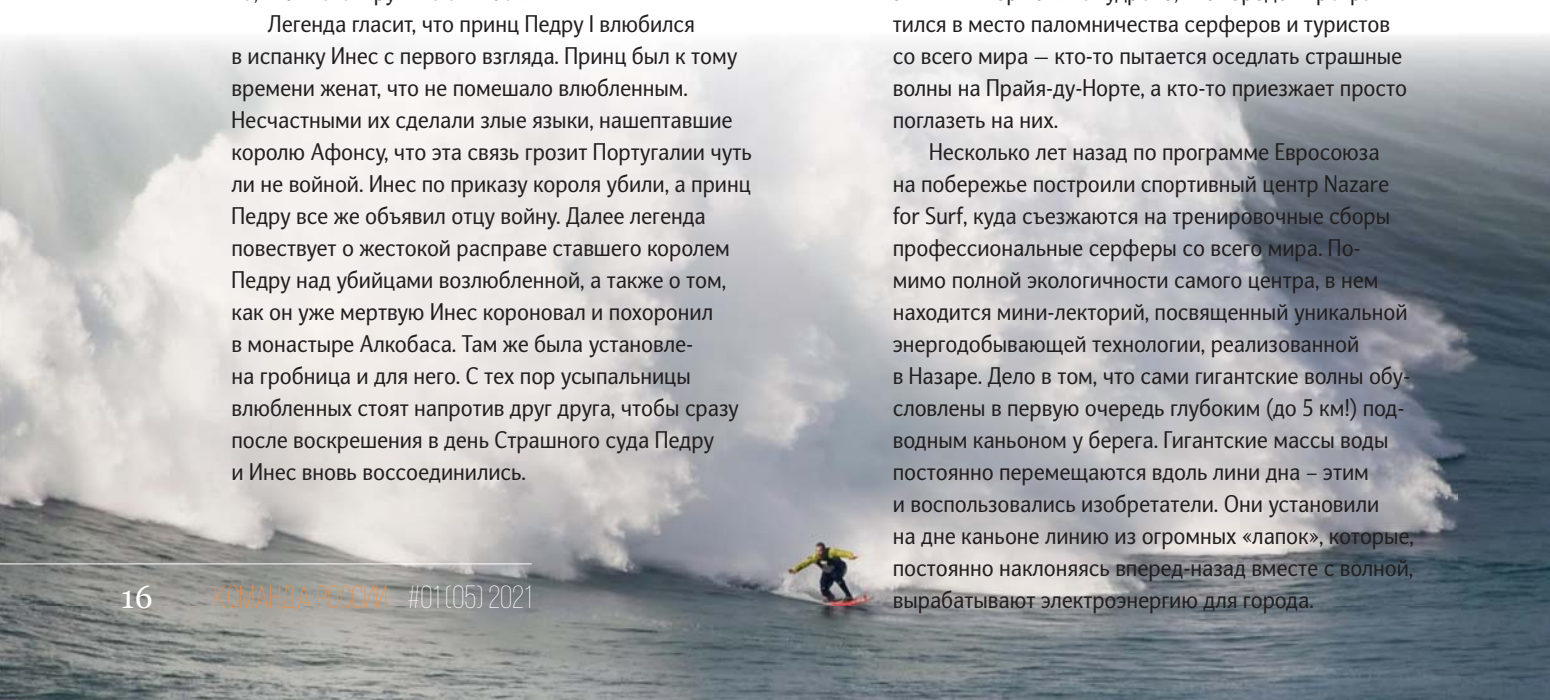 Легенда гласит, что принц Педру I влюбился
в испанку Инес с первого взгляда. Принц был к тому
времени женат, что не помешало влюбленным.
Несчастными их сделали злые языки, нашептавшие
королю Афонсу, что эта связь грозит Португалии чуть
ли не войной. Инес по приказу короля убили, а принц
Педру все же объявил отцу войну. Далее легенда
повествует о жестокой расправе ставшего королем
Педру над убийцами возлюбленной, а также о том,
как он уже мертвую Инес короновал и похоронил
в монастыре Алкобаса. Там же была установле-
на гробница и для него. С тех пор усыпальницы
влюбленных стоят напротив друг друга, чтобы сразу
после воскрешения в день Страшного суда Педру
и Инес вновь воссоединились.
тился в место паломничества серферов и туристов
со всего мира — кто-то пытается оседлать страшные
волны на Прайя-ду-Норте, а кто-то приезжает просто
поглазеть на них.
Несколько лет назад по программе Евросоюза
на побережье построили спортивный центр Nazare
for Surf, куда съезжаются на тренировочные сборы
профессиональные серферы со всего мира. По-
мимо полной экологичности самого центра, в нем
находится мини-лекторий, посвященный уникальной
энергодобывающей технологии, реализованной
в Назаре. Дело в том, что сами гигантские волны обу-
словлены в первую очередь глубоким (до 5 км!) под-
водным каньоном у берега. Гигантские массы воды
постоянно перемещаются вдоль лини дна – этим
и воспользовались изобретатели. Они установили
на дне каньоне линию из огромных «лапок», которые,
постоянно наклоняясь вперед-назад вместе с волной,
вырабатывают электроэнергию для города.
16 КОМАНДА РОССИИ #01(05) 2021